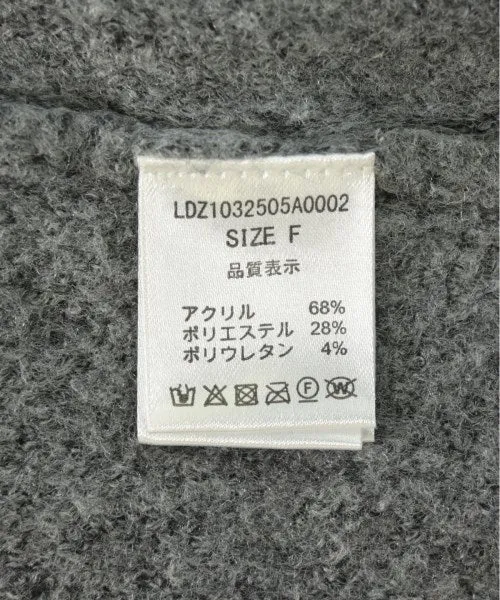 LDZ1032505A0002
SIZE F
品質表示
アクリル 68%
ポリエステル 28%
ポリウレタン 4%
F W